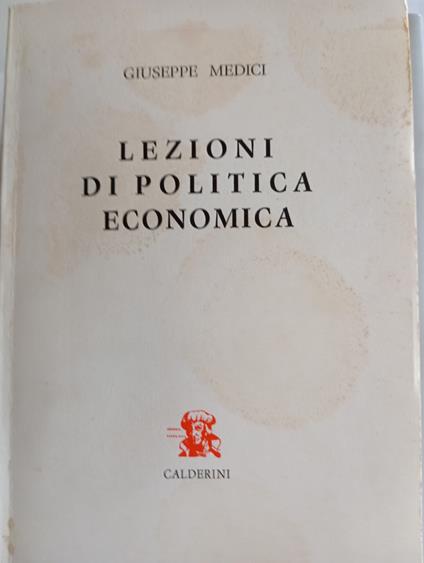 GIUSEPPE MEDICI
LEZIONI
DI POLITICA
ECONOMICA
CALDERINI